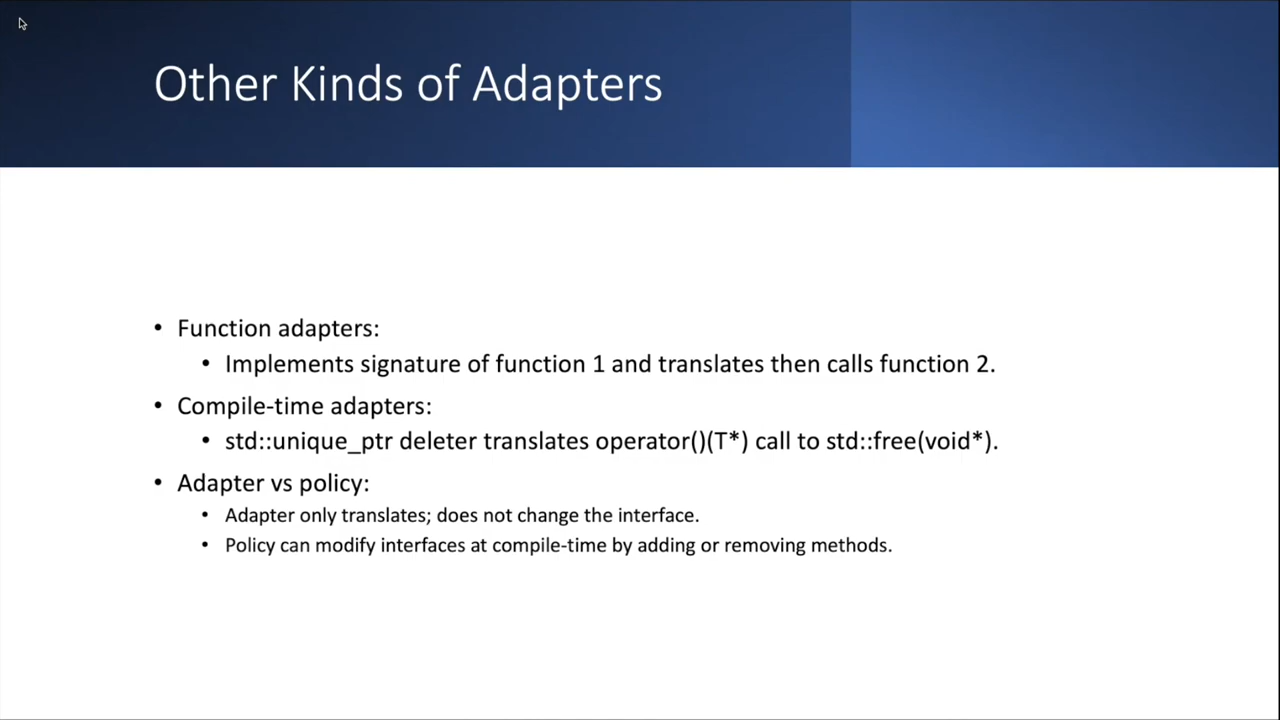 Other Kinds of Adapters
• Function adapters:
• Implements signature of function 1 and translates then calls function 2.
• Compile-time adapters:
• std::unique_ptr deleter translates operator()(T*) call to std::free(void*).
• Adapter vs policy:
• Adapter only translates; does not change the interface.
• Policy can modify interfaces at compile-time by adding or removing methods.